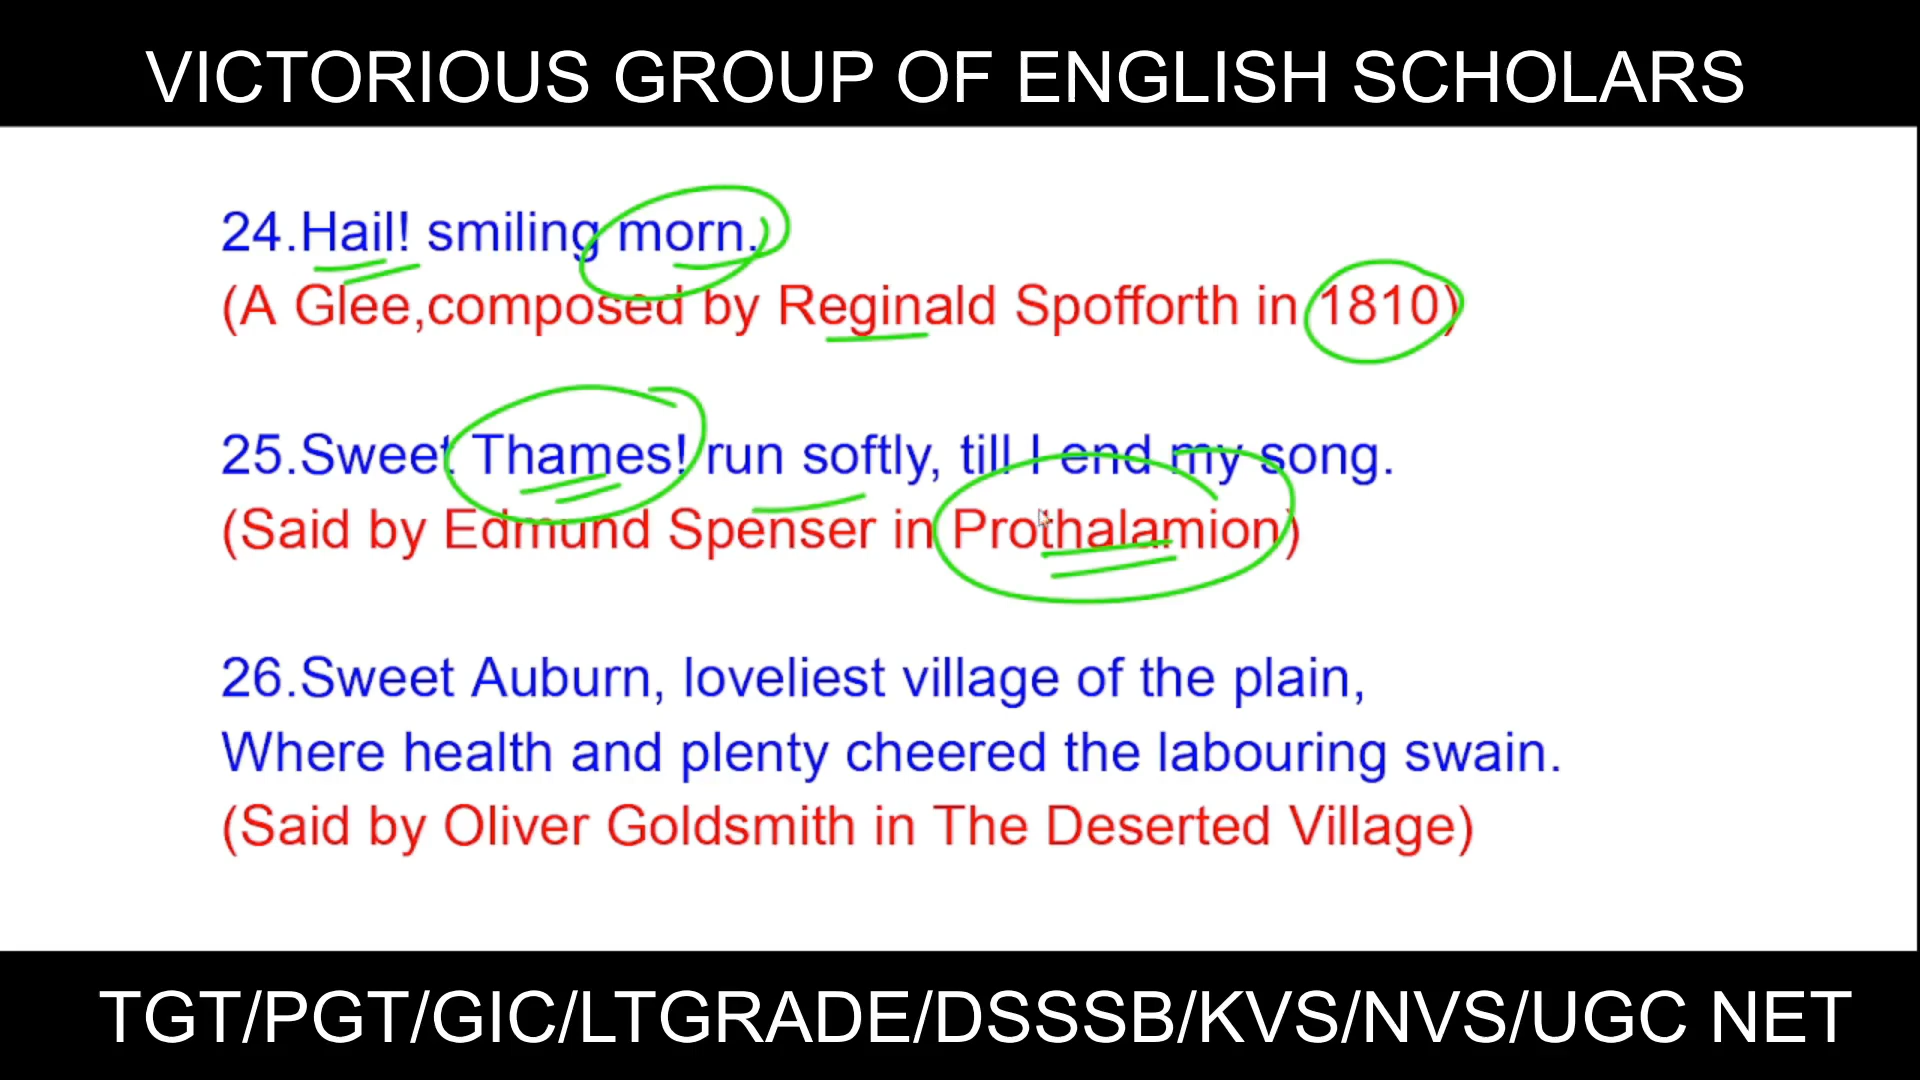 VICTORIOUS GROUP OF ENGLISH SCHOLARS
24.Hail! smiling morn.
(A Glee,composed by Reginald Spofforth in 1810)
25.Sweet Thames! run softly, till I end my song.
(Said by Edmund Spenser in Prothalamion)
26.Sweet Auburn, loveliest village of the plain,
Where health and plenty cheered the labouring swain.
(Said by Oliver Goldsmith in The Deserted Village)
TGT/PGT/GIC/LTGRADE/DSSSB/KVS/NVS/UGC NET